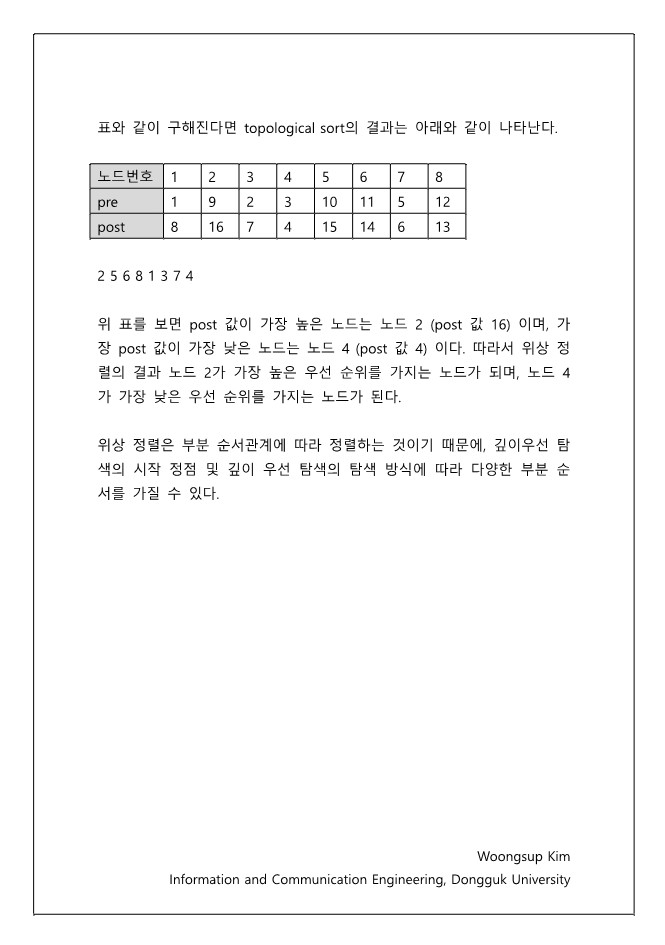 표와 같이 구해진다면 topological sort의 결과는 아래와 같이 나타난다.
노드번호 1 2 3 4 5 6 7 8
pre 1 9 2 3 10 11 5 12
post 8 16 7 4 15 14 6 13
2 5 6 8 1 3 7 4
위 표를 보면 post 값이 가장 높은 노드는 노드 2 (post 값 16) 이며, 가
장 post 값이 가장 낮은 노드는 노드 4 (post 값 4) 이다. 따라서 위상 정
렬의 결과 노드 2가 가장 높은 우선 순위를 가지는 노드가 되며, 노드 4
가 가장 낮은 우선 순위를 가지는 노드가 된다.
위상 정렬은 부분 순서관계에 따라 정렬하는 것이기 때문에, 깊이우선 탐
색의 시작 정점 및 깊이 우선 탐색의 탐색 방식에 따라 다양한 부분 순
서를 가질 수 있다.
Woongsup Kim
Information and Communication Engineering, Dongguk University